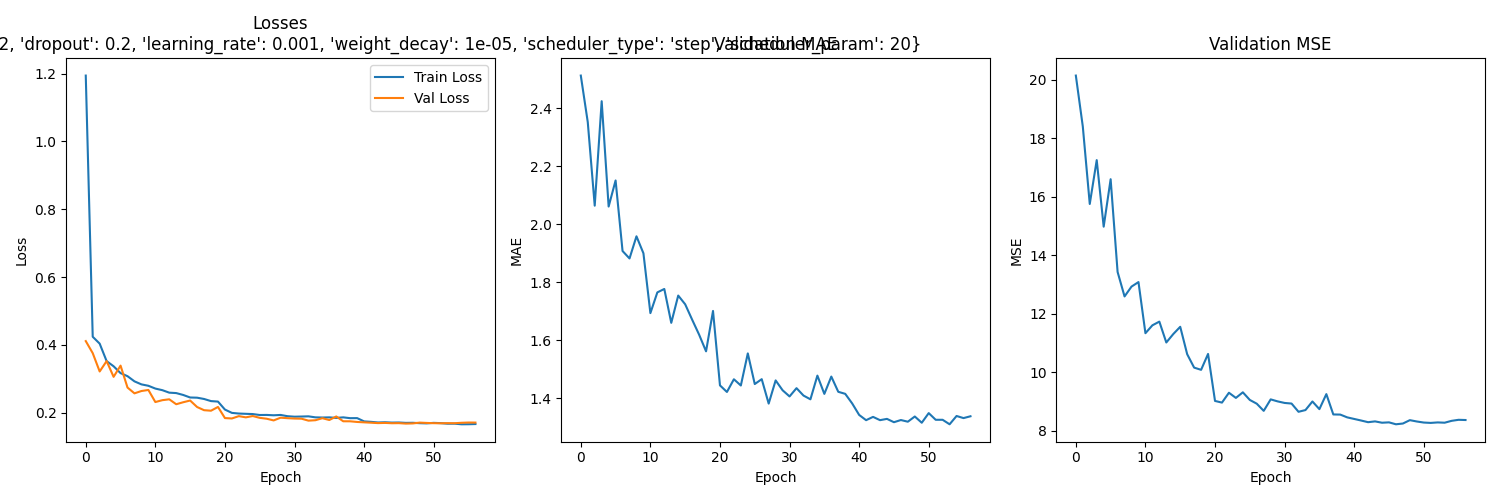 Losses
2, 'dropout': 0.2, 'learning_rate': 0.001, 'weight_decay': 1e-05, 'scheduler_type': 'step', 'scheduler_param': 20}
Validation MAE
Validation MSE
Loss
1.2
1.0
0.8
0.6
0.4
0.2
Train Loss
Val Loss
0 10 20 30 40 50
Epoch
MAE
2.4
2.2
2.0
1.8
1.6
1.4
0 10 20 30 40 50
Epoch
MSE
20
18
16
14
12
10
8
0 10 20 30 40 50
Epoch